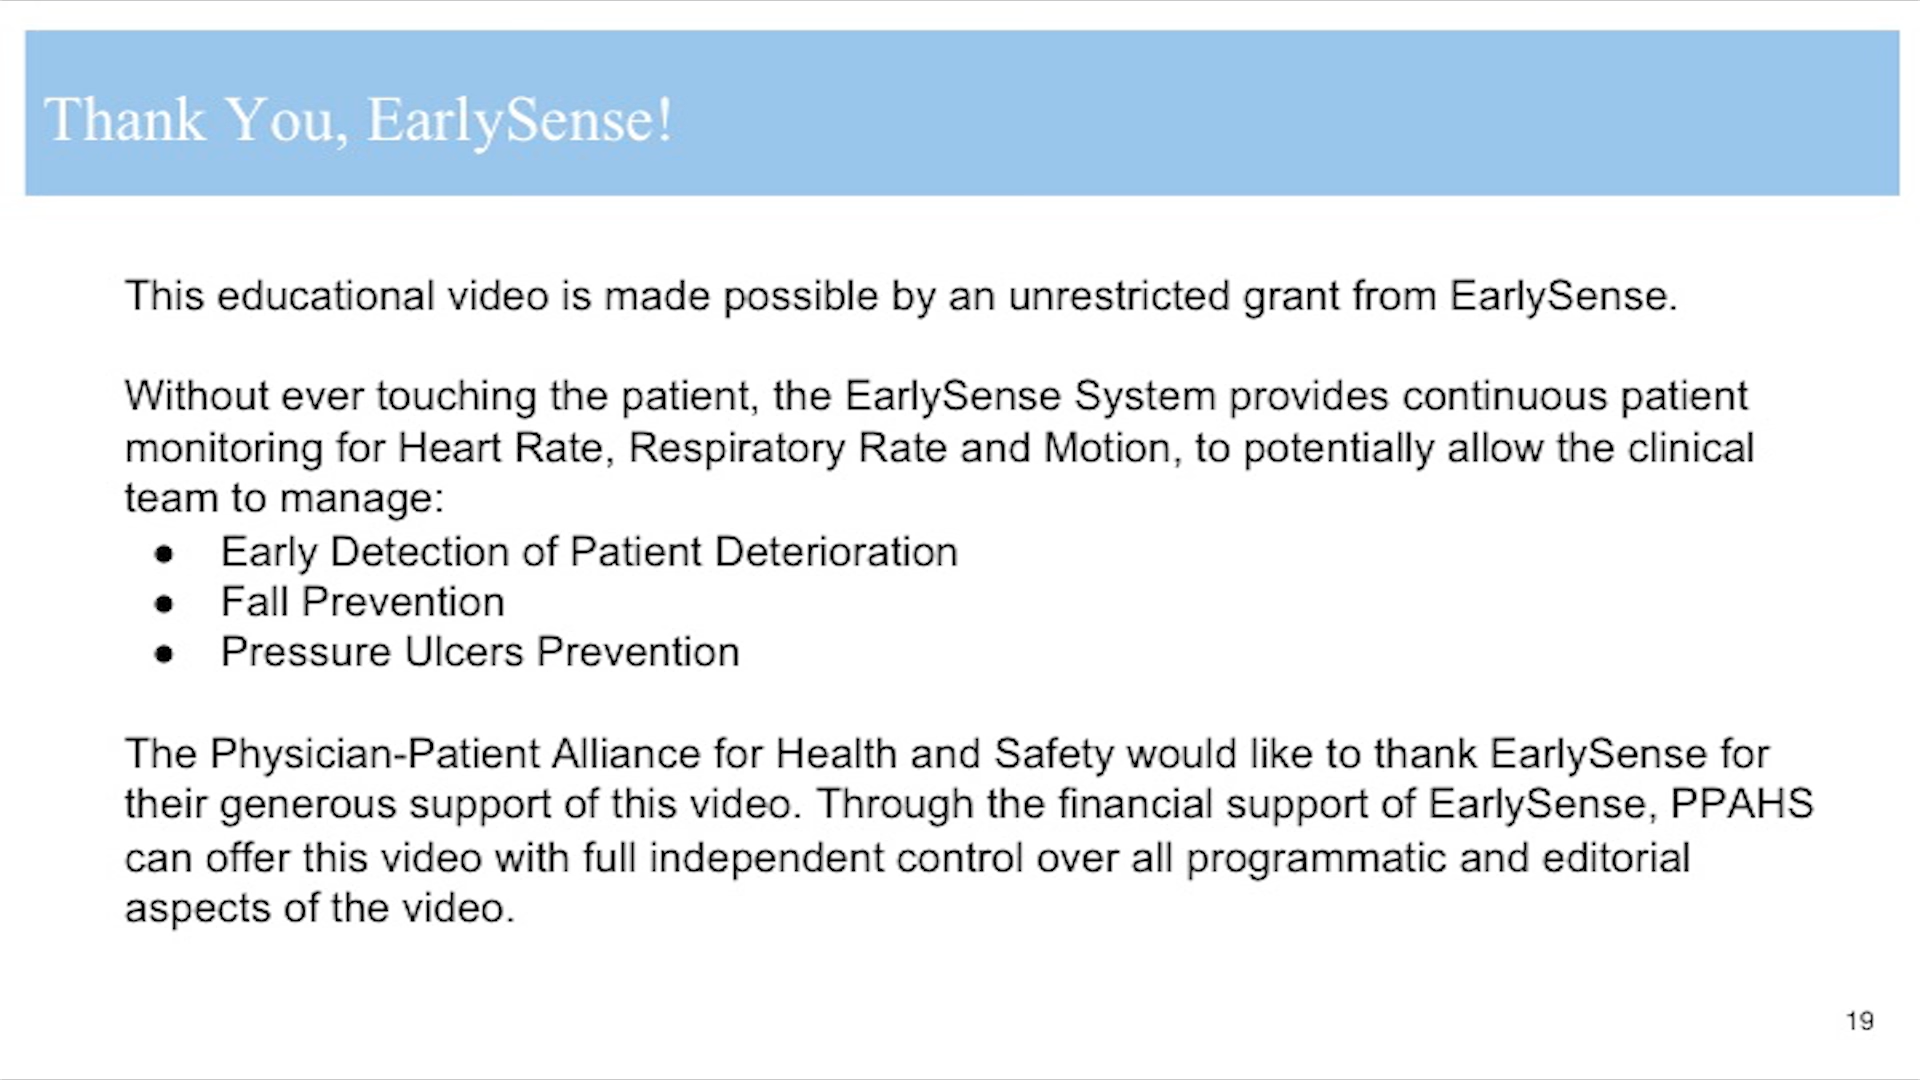 Thank You, EarlySense!
This educational video is made possible by an unrestricted grant from EarlySense.
Without ever touching the patient, the EarlySense System provides continuous patient
monitoring for Heart Rate, Respiratory Rate and Motion, to potentially allow the clinical
team to manage:
● Early Detection of Patient Deterioration
● Fall Prevention
● Pressure Ulcers Prevention
The Physician-Patient Alliance for Health and Safety would like to thank EarlySense for
their generous support of this video. Through the financial support of EarlySense, PPAHS
can offer this video with full independent control over all programmatic and editorial
aspects of the video.
19